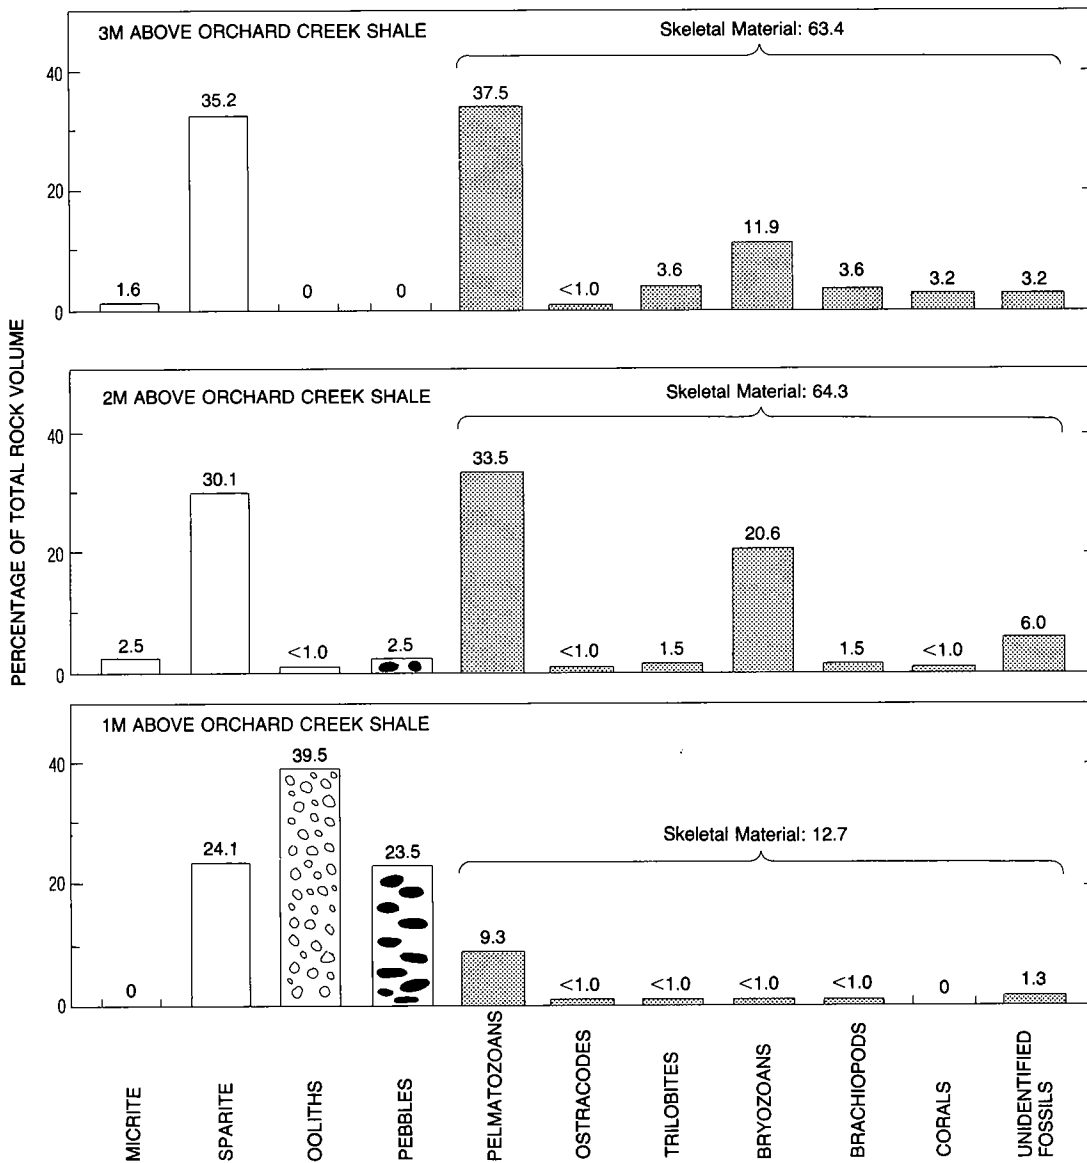 PERCENTAGE OF TOTAL ROCK VOLUME
3M ABOVE ORCHARD CREEK SHALE
Skeletal Material: 63.4
40
20
0
1.6
35.2
0
0
37.5
<1.0
3.6
11.9
3.6
3.2
3.2
2M ABOVE ORCHARD CREEK SHALE
Skeletal Material: 64.3
40
20
0
2.5
30.1
<1.0
2.5
33.5
<1.0
1.5
20.6
1.5
<1.0
6.0
1M ABOVE ORCHARD CREEK SHALE
Skeletal Material: 12.7
40
20
0
0
24.1
39.5
23.5
9.3
<1.0
<1.0
<1.0
<1.0
0
1.3
MICRITE
SPARITE
OOLITHS
PEBBLES
PELMATOZOANS
OSTRACODES
TRILOBITES
BRYOZOANS
BRACHIOPODS
CORALS
UNIDENTIFIED
FOSSILS